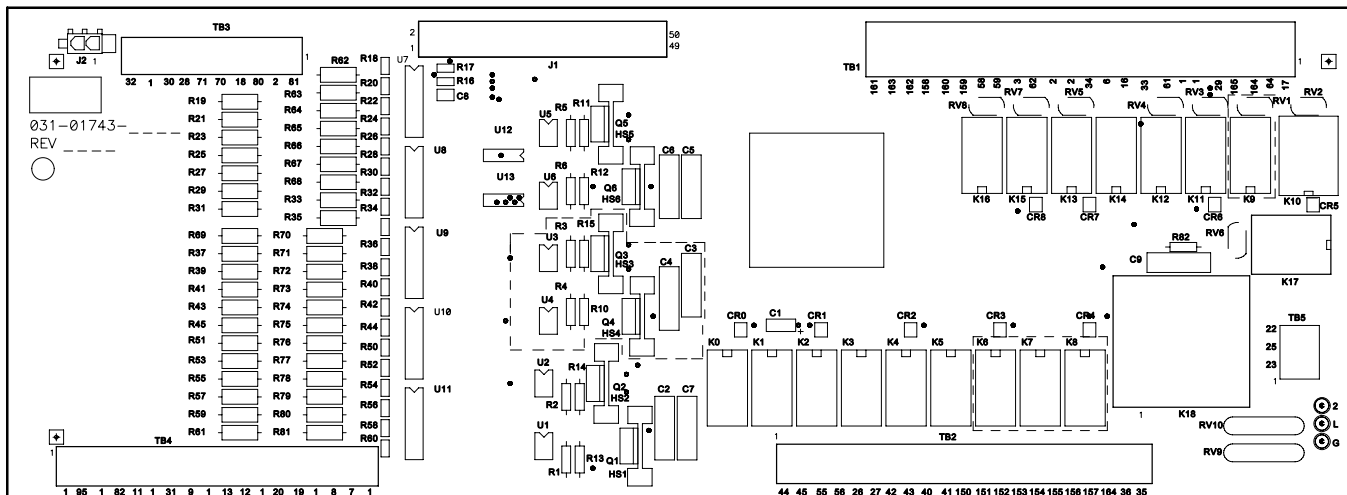 TB3
J2 1
1
32 1 30 28 71 70 18 80 2 81
031-01743-____
REV ____
R19
R21
R23
R25
R27
R29
R31
R69
R37
R39
R41
R43
R45
R51
R53
R55
R57
R59
R61
R62
R63
R64
R65
R66
R67
R68
R33
R35
R70
R71
R72
R73
R74
R75
R76
R77
R78
R79
R80
R81
R18
R20
R22
R24
R26
R28
R30
R32
R34
R36
R38
R40
R42
R44
R50
R52
R54
R56
R58
R60
U7
U8
U9
U10
U11
TB4
1
1 95 1 82 11 1 31 9 1 13 12 1 20 19 1 8 7 1
2
1
50
49
J1
R17
R16
C8
U12
U13
R5
R11
U5
Q5
HS5
R6
R12
U6
Q6
HS6
C6 C5
R3
R15
U3
Q3
HS3
R4
R10
U4
Q4
HS4
C4
C3
U2
R14
R2
Q2
HS2
U1
R1
R13
Q1
HS1
C2 C7
TB1
1
161 163 162 158 160 159 58 59 3 62 2 2 34 6 16 33 61 1 1 29 165 164 64 17
RV8
RV7
RV5
RV4
RV3
RV1
RV2
K16
K15
K13
K14
K12
K11
K9
K10
CR8
CR7
CR6
CR5
RV6
R82
C9
K17
CR0
C1
+
CR1
CR2
CR3
CR4
K0
K1
K2
K3
K4
K5
K6
K7
K8
TB5
22
25
23
1
1
K18
2
L
G
RV10
RV9
1
TB2
44 45 55 56 26 27 42 43 40 41 150 151 152 153 154 155 156 157 164 36 35